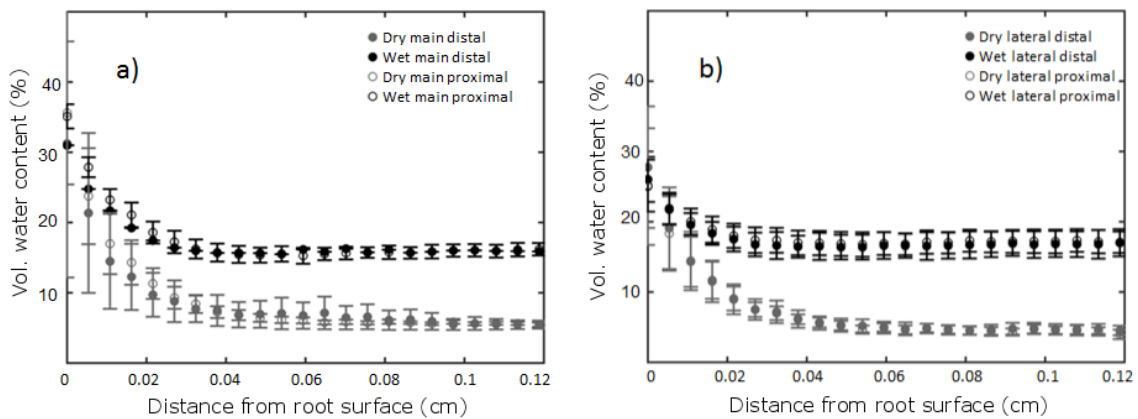 a)
Dry main distal
Wet main distal
Dry main proximal
Wet main proximal
Vol. water content (%)
40
30
20
10
0 0.02 0.04 0.06 0.08 0.1 0.12
Distance from root surface (cm)
b)
Dry lateral distal
Wet lateral distal
Dry lateral proximal
Wet lateral proximal
Vol. water content (%)
40
30
20
10
0 0.02 0.04 0.06 0.08 0.1 0.12
Distance from root surface (cm)